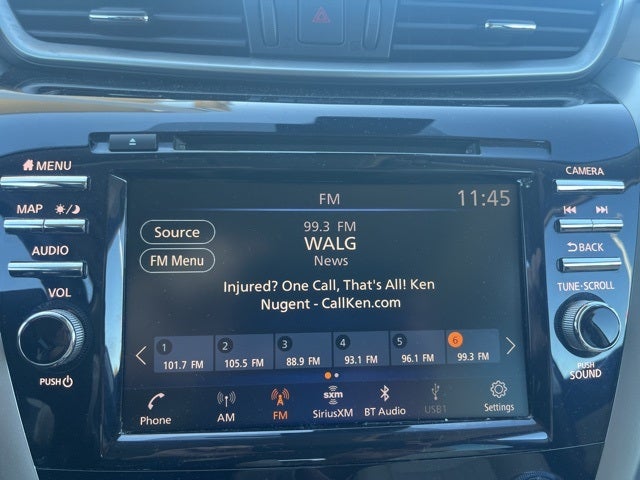 MENU
MAP
AUDIO
VOL
PUSH
FM
11:45
Source
FM Menu
99.3 FM
WALG
News
Injured? One Call, That's All! Ken
Nugent - CallKen.com
1 2 3 4 5 6
101.7 FM 105.5 FM 88.9 FM 93.1 FM 96.1 FM 99.3 FM
Phone AM FM sxm SiriusXM BT Audio USB1 Settings
CAMERA
BACK
TUNE·SCROLL
PUSH
SOUND